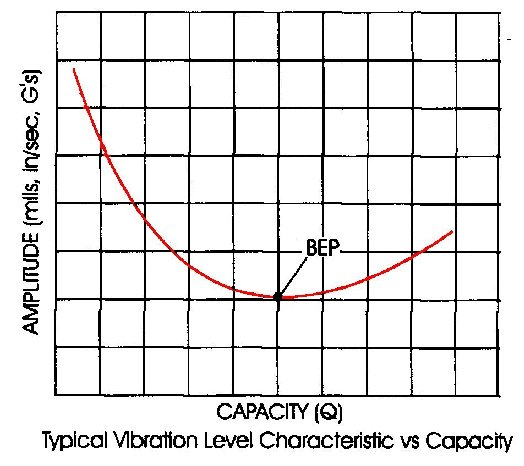 AMPLITUDE (mils, in/sec, G's)
BEP
CAPACITY (Q)
Typical Vibration Level Characteristic vs Capacity